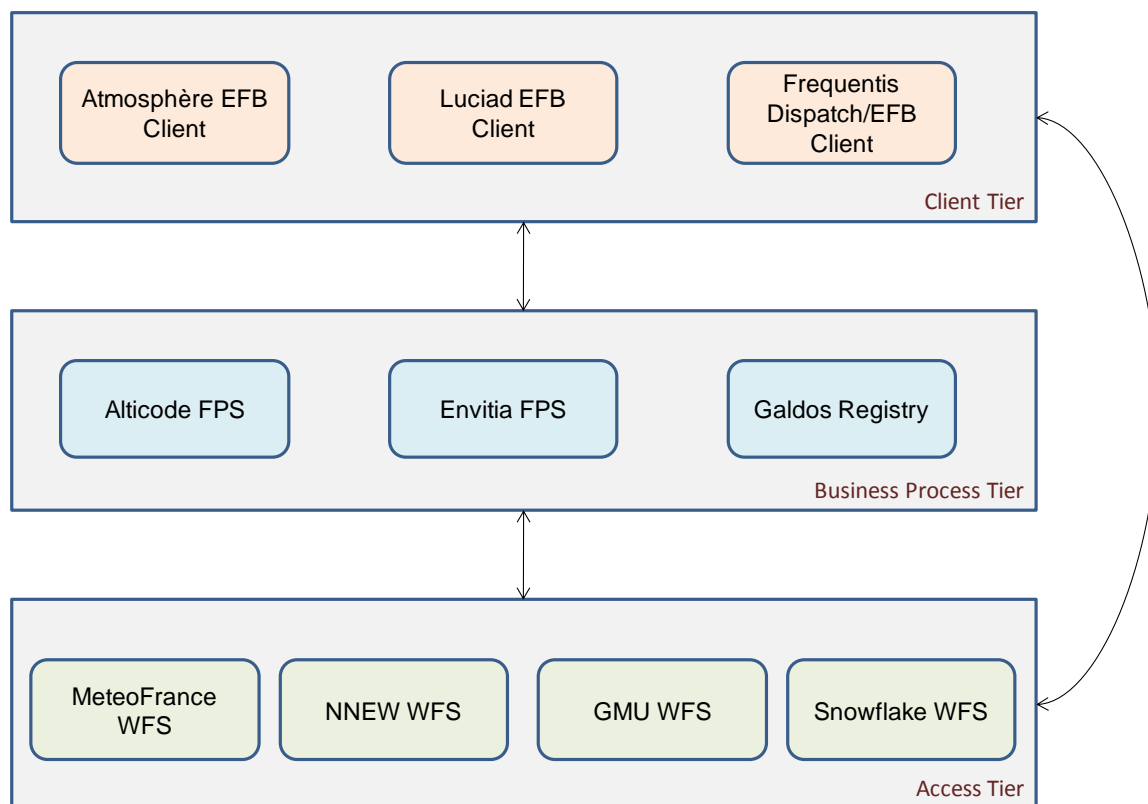 Atmosphère EFB
Client
Luciad EFB
Client
Frequentis
Dispatch/EFB
Client
Client Tier
Alticode FPS
Envitia FPS
Galdos Registry
Business Process Tier
MeteoFrance
WFS
NNEW WFS
GMU WFS
Snowflake WFS
Access Tier